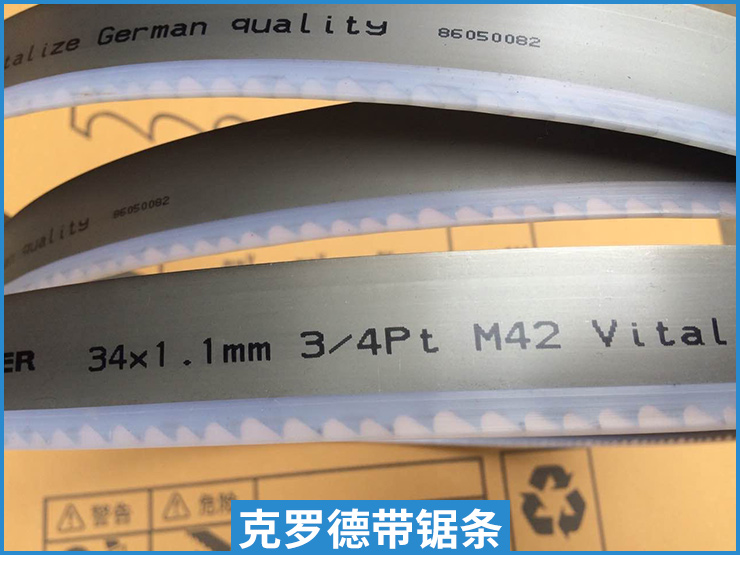 talize German quality 86050082
quality 86050082
ER 34×1.1mm 3/4Pt M42 Vital
警告 危险
克罗德带锯条